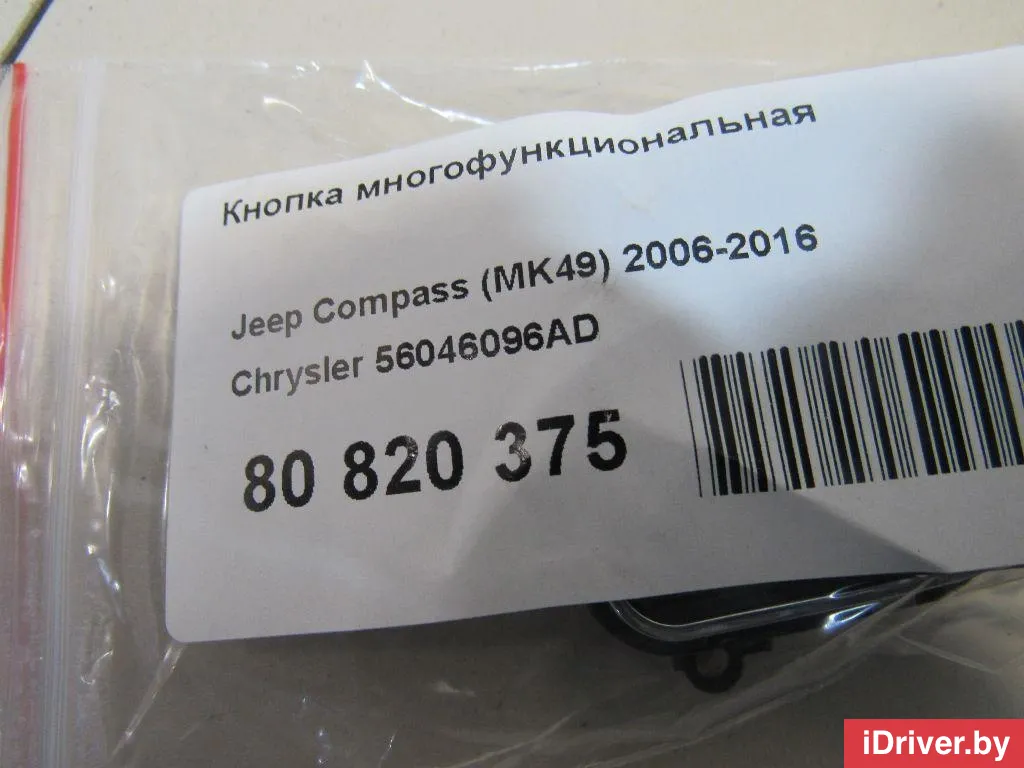 Кнопка многофункциональная
Jeep Compass (MK49) 2006-2016
Chrysler 56046096AD
80 820 375
iDriver.by